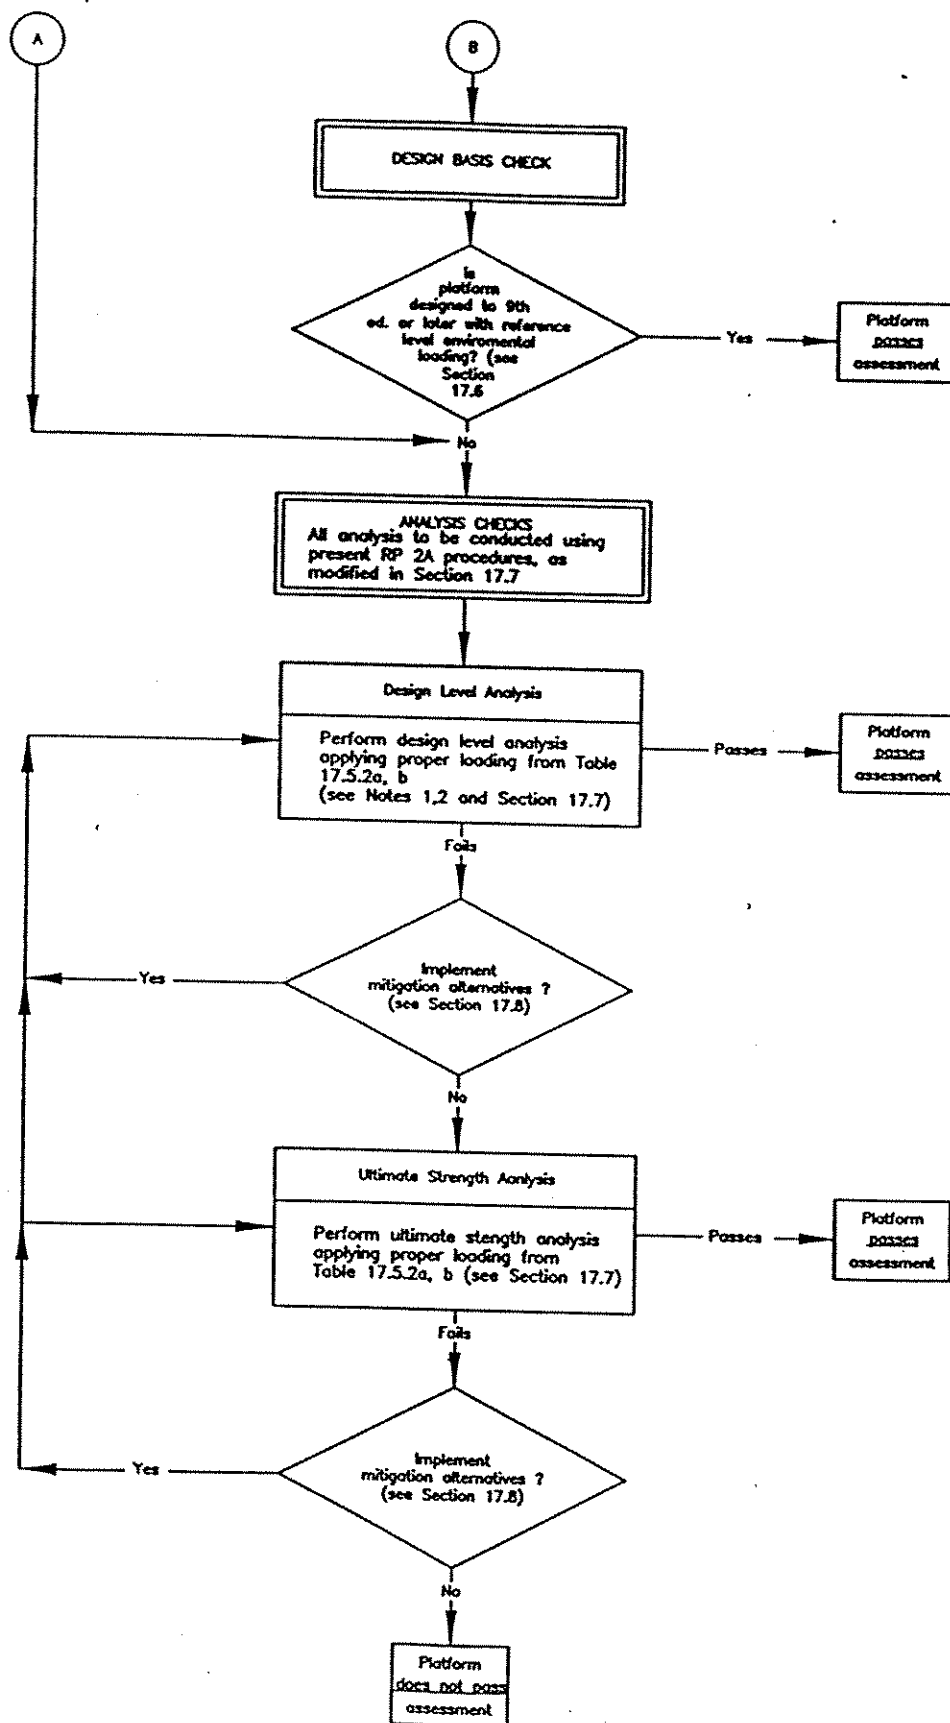 A
B
DESIGN BASIS CHECK
is
platform
designed to 9th
ed. or later with reference
level enviromental
loading? (see
Section
17.6
Yes
Platform
passes
assessment
No
ANALYSIS CHECKS
All analysis to be conducted using
present RP 2A procedures, as
modified in Section 17.7
Design Level Analysis
Perform design level analysis
applying proper loading from Table
17.5.2a, b
(see Notes 1,2 and Section 17.7)
Passes
Platform
passes
assessment
Fails
Implement
mitigation alternatives ?
(see Section 17.8)
Yes
No
Ultimate Strength Aanlysis
Perform ultimate stength analysis
applying proper loading from
Table 17.5.2a, b (see Section 17.7)
Passes
Platform
passes
assessment
Fails
Implement
mitigation alternatives ?
(see Section 17.8)
Yes
No
Platform
does not pass
assessment